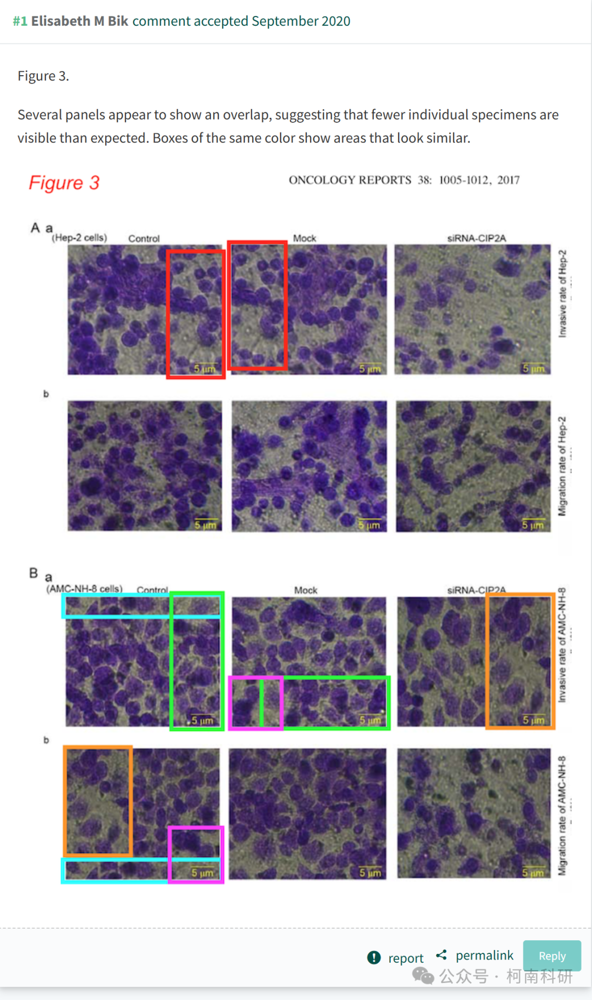 #1 Elisabeth M Bik comment accepted September 2020
Figure 3.
Several panels appear to show an overlap, suggesting that fewer individual specimens are
visible than expected. Boxes of the same color show areas that look similar.
Figure 3
ONCOLOGY REPORTS 38: 1005-1012, 2017
A a
(Hep-2 cells) Control Mock siRNA-CIP2A
Invasive rate of Hep-2
5 µm 5 µm 5 µm
b
Migration rate of Hep-2
5 µm 5 µm 5 µm
B a
(AMC-NH-8 cells) Control Mock siRNA-CIP2A
Invasive rate of AMC-NH-8
5 µm 5 µm 5 µm
b
Migration rate of AMC-NH-8
5 µm 5 µm 5 µm
report permalink Reply
公众号 · 柯南科研